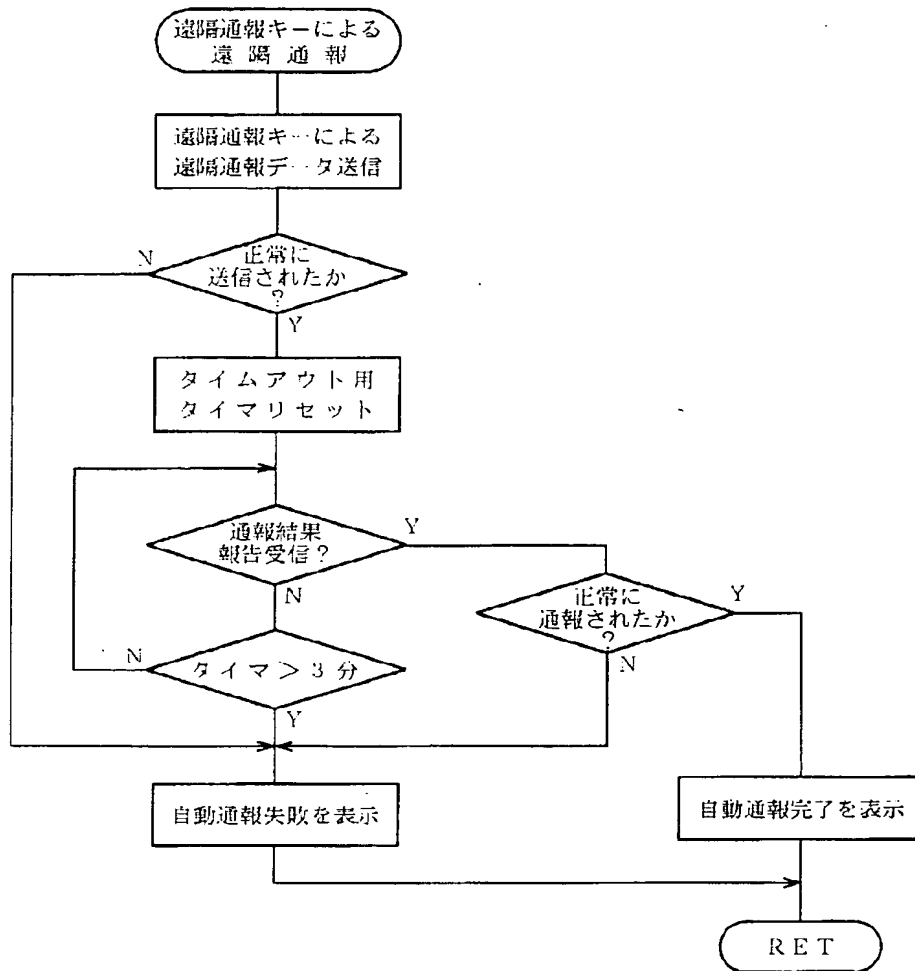 遠隔通報キーによる
遠隔通報
遠隔通報キーによる
遠隔通報データ送信
N
正常に
送信されたか
?
Y
タイムアウト用
タイマリセット
通報結果
報告受信?
Y
N
正常に
通報されたか
?
Y
N
N
タイマ>3分
Y
自動通報失敗を表示
自動通報完了を表示
RET